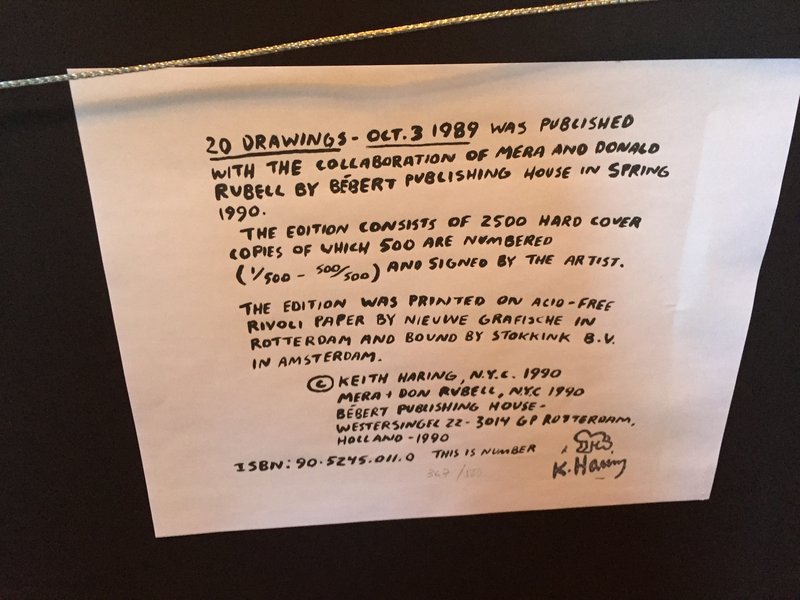 20 DRAWINGS - OCT. 3 1989 WAS PUBLISHED
WITH THE COLLABORATION OF MERA AND DONALD
RUBELL BY BÉBERT PUBLISHING HOUSE IN SPRING
1990.
THE EDITION CONSISTS OF 2500 HARD COVER
COPIES OF WHICH 500 ARE NUMBERED
(1/500 - 500/500) AND SIGNED BY THE ARTIST.
THE EDITION WAS PRINTED ON ACID-FREE
RIVOLI PAPER BY NIEUWE GRAFISCHE IN
ROTTERDAM AND BOUND BY STOKKINK B.V.
IN AMSTERDAM.
© KEITH HARING, N.Y.C. 1990
MERA + DON RUBELL, N.Y.C 1990
BÉBERT PUBLISHING HOUSE -
WESTERSINGEL 22 - 3014 GP ROTTERDAM,
HOLLAND - 1990
ISBN: 90.5245.011.0 THIS IS NUMBER
K. Haring